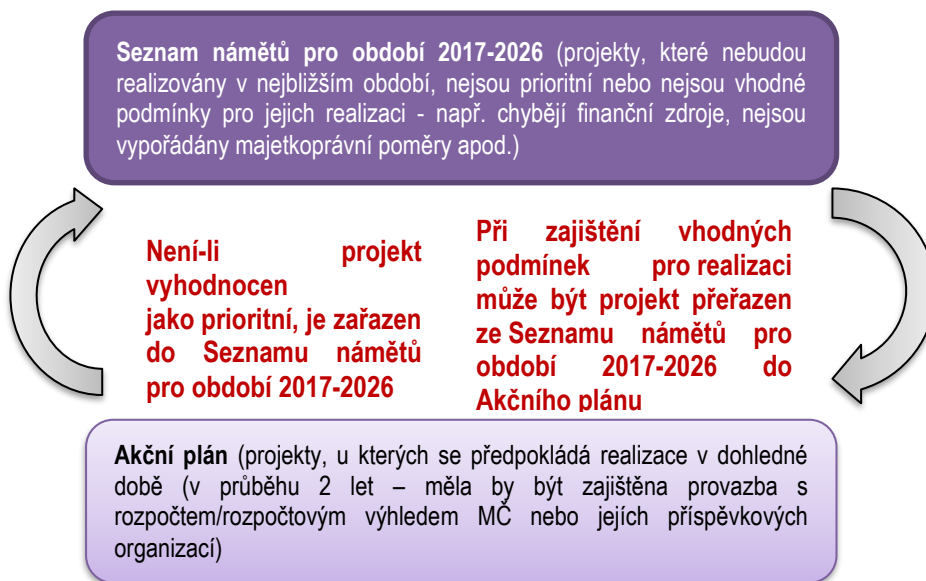 Seznam námětů pro období 2017-2026 (projekty, které nebudou
realizovány v nejbližším období, nejsou prioritní nebo nejsou vhodné
podmínky pro jejich realizaci - např. chybějí finanční zdroje, nejsou
vypořádány majetkoprávní poměry apod.)
Není-li projekt
vyhodnocen
jako prioritní, je zařazen
do Seznamu námětů
pro období 2017-2026
Při zajištění vhodných
podmínek pro realizaci
může být projekt přeřazen
ze Seznamu námětů pro
období 2017-2026 do
Akčního plánu
Akční plán (projekty, u kterých se předpokládá realizace v dohledné
době (v průběhu 2 let – měla by být zajištěna provazba s
rozpočtem/rozpočtovým výhledem MČ nebo jejích příspěvkových
organizací)